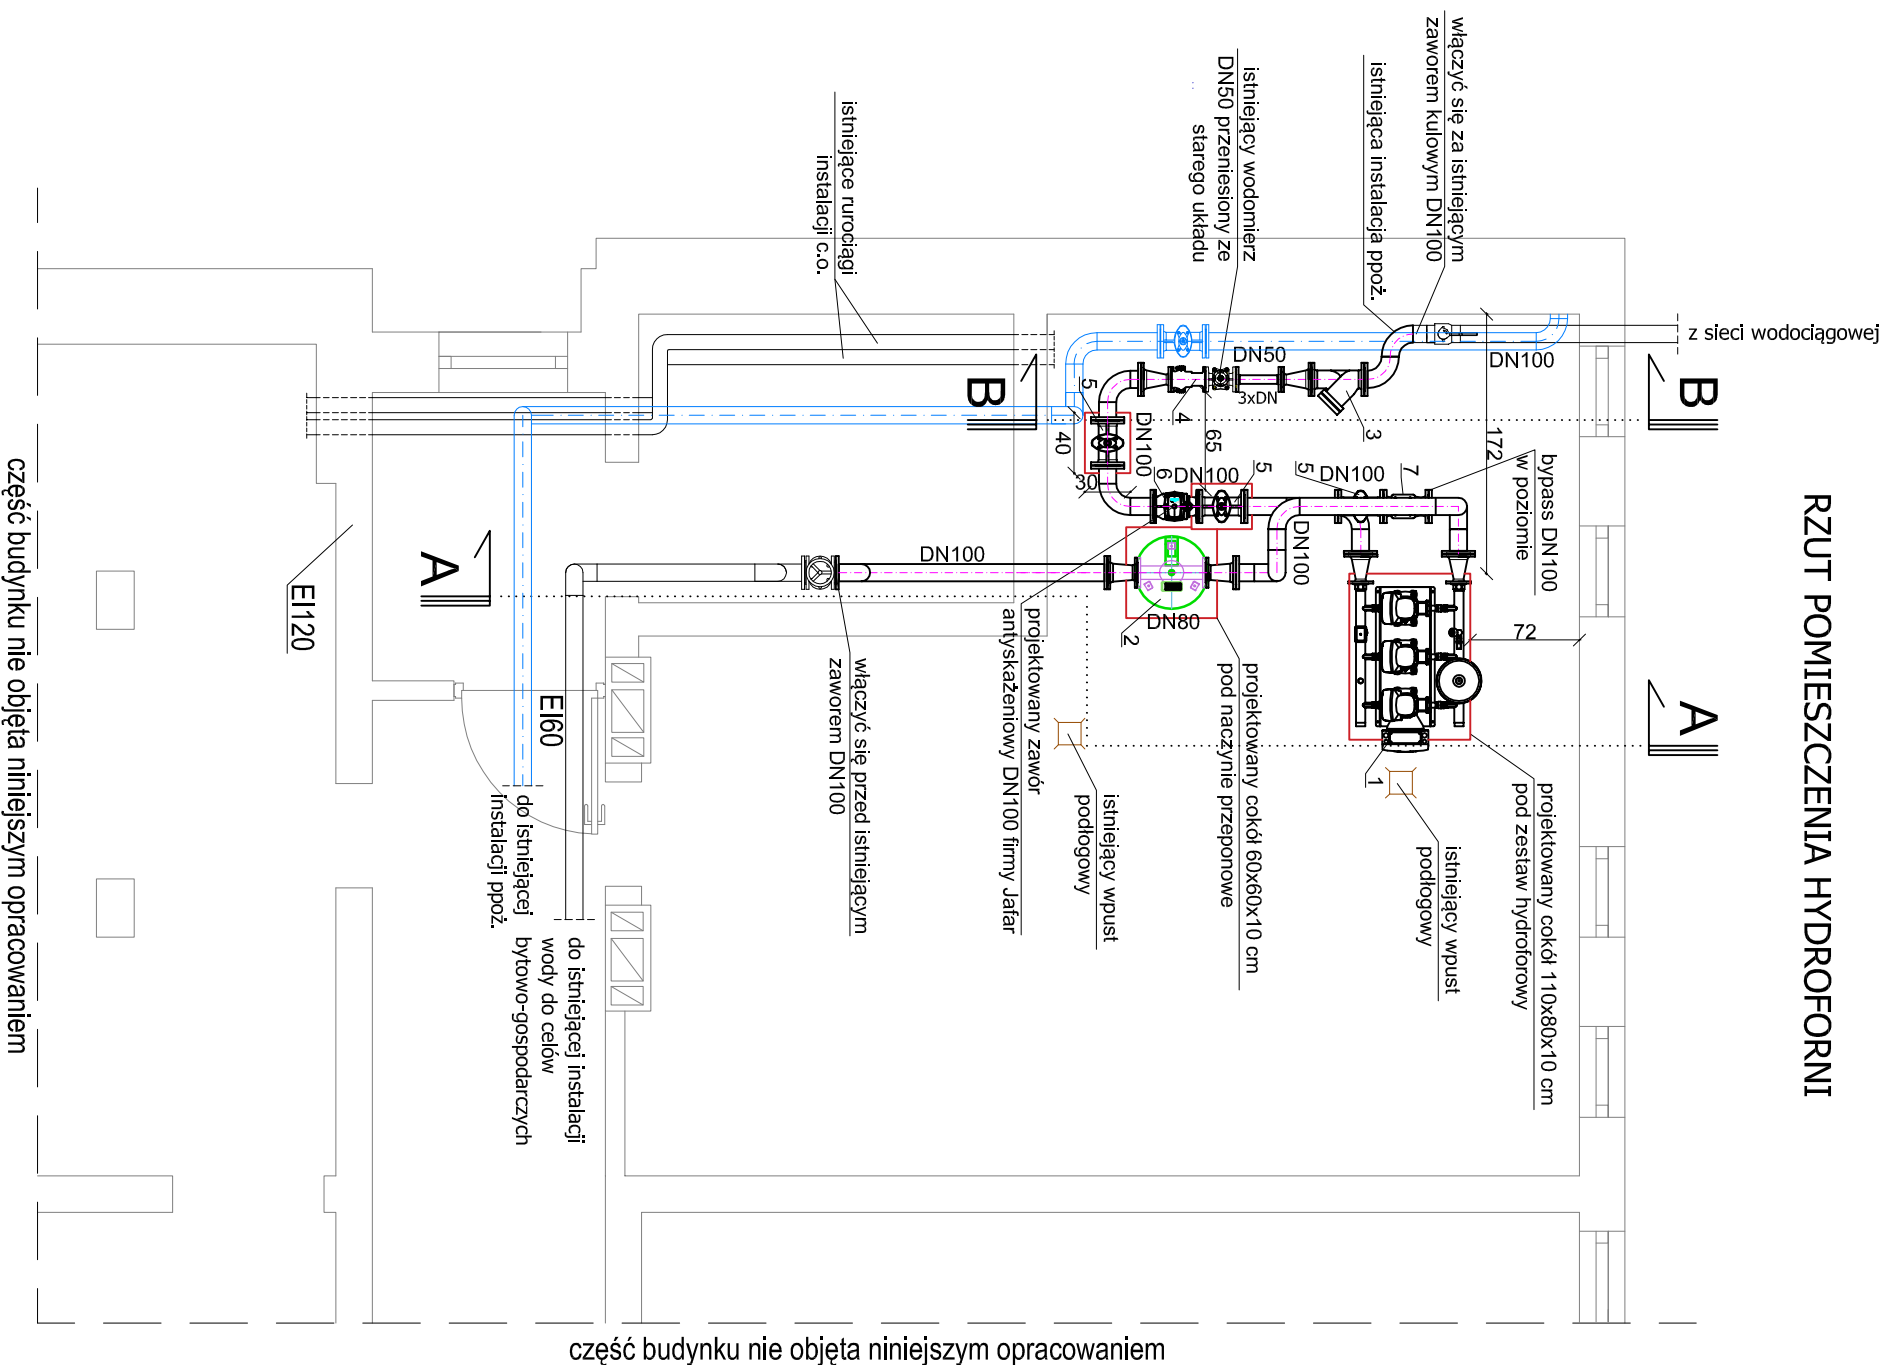 RZUT POMIESZCZENIA HYDROFORNI
z sieci wodociągowej
włączyć się za istniejącym
zaworem kulowym DN100
istniejąca instalacja ppoż.
istniejący wodomierz
DN50 przeniesiony ze
starego układu
istniejące rurociągi
instalacji c.o.
B
B
A
A
DN100
DN50
3xDN
3
4
5
DN100
40
65
30
6
DN100
5
5
DN100
7
172
bypass DN100
w poziomie
72
DN100
DN100
DN80
2
1
projektowany cokół 110x80x10 cm
pod zestaw hydroforowy
istniejący wpust
podłogowy
projektowany cokół 60x60x10 cm
pod naczynie przeponowe
istniejący wpust
podłogowy
projektowany zawór
antyskażeniowy DN100 firmy Jafar
włączyć się przed istniejącym
zaworem DN100
EI120
EI60
do istniejącej
instalacji ppoż.
do istniejącej instalacji
wody do celów
bytowo-gospodarczych
część budynku nie objęta niniejszym opracowaniem
część budynku nie objęta niniejszym opracowaniem